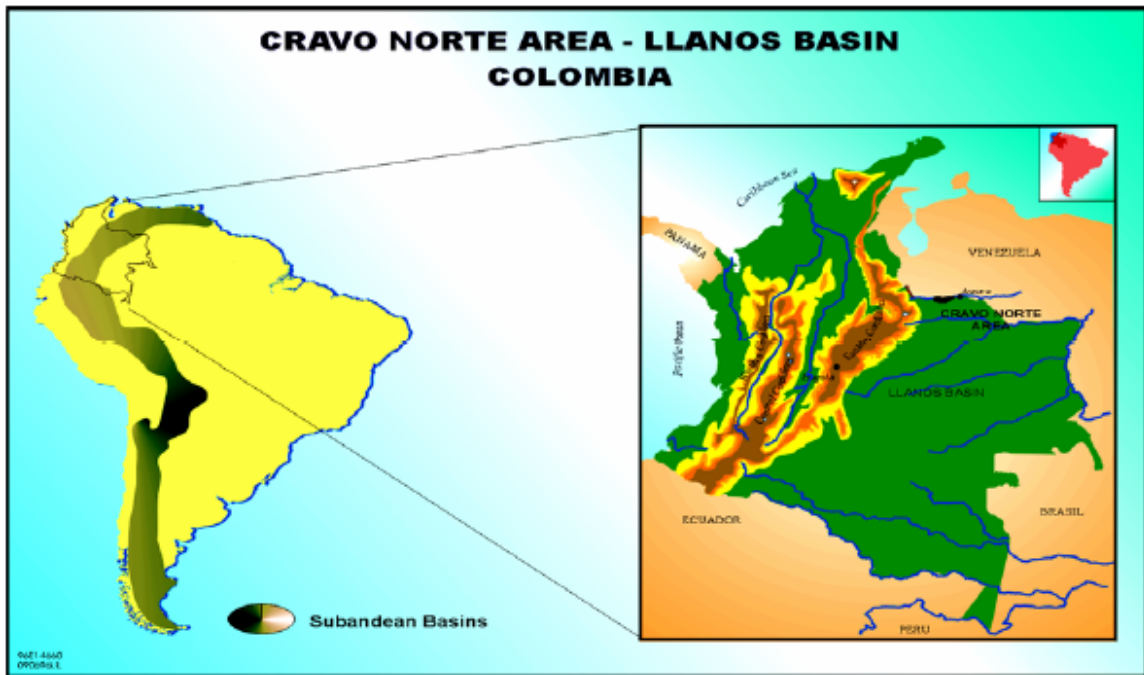 CRAVO NORTE AREA - LLANOS BASIN
COLOMBIA
Caribbean Sea
PANAMA
VENEZUELA
CRAVO NORTE
AREA
Pacific Ocean
LLANOS BASIN
ECUADOR
BRASIL
PERU
Subandean Basins